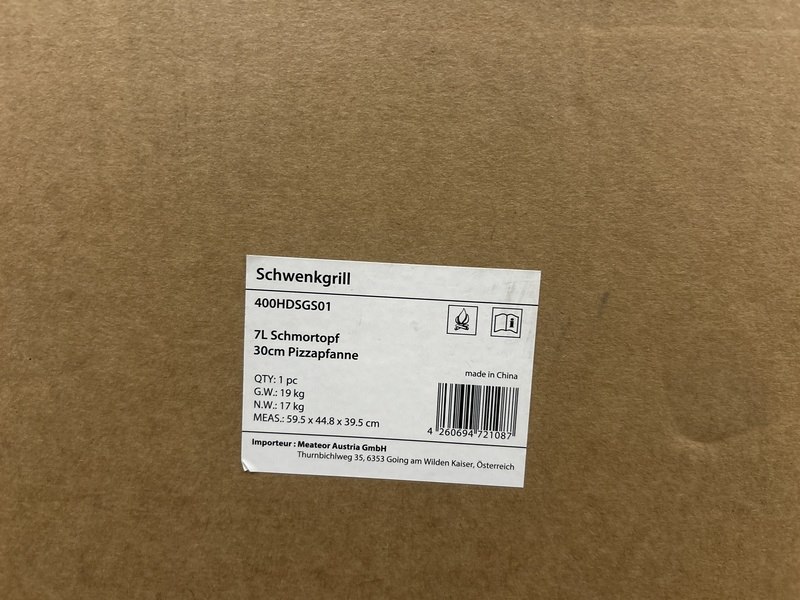 Schwenkgrill
400HDSGS01
7L Schmortopf
30cm Pizzapfanne
QTY: 1 pc
G.W.: 19 kg
N.W.: 17 kg
MEAS.: 59.5 x 44.8 x 39.5 cm
made in China
4 260694 721087
Importeur : Meateor Austria GmbH
Thurnbichlweg 35, 6353 Going am Wilden Kaiser, Österreich